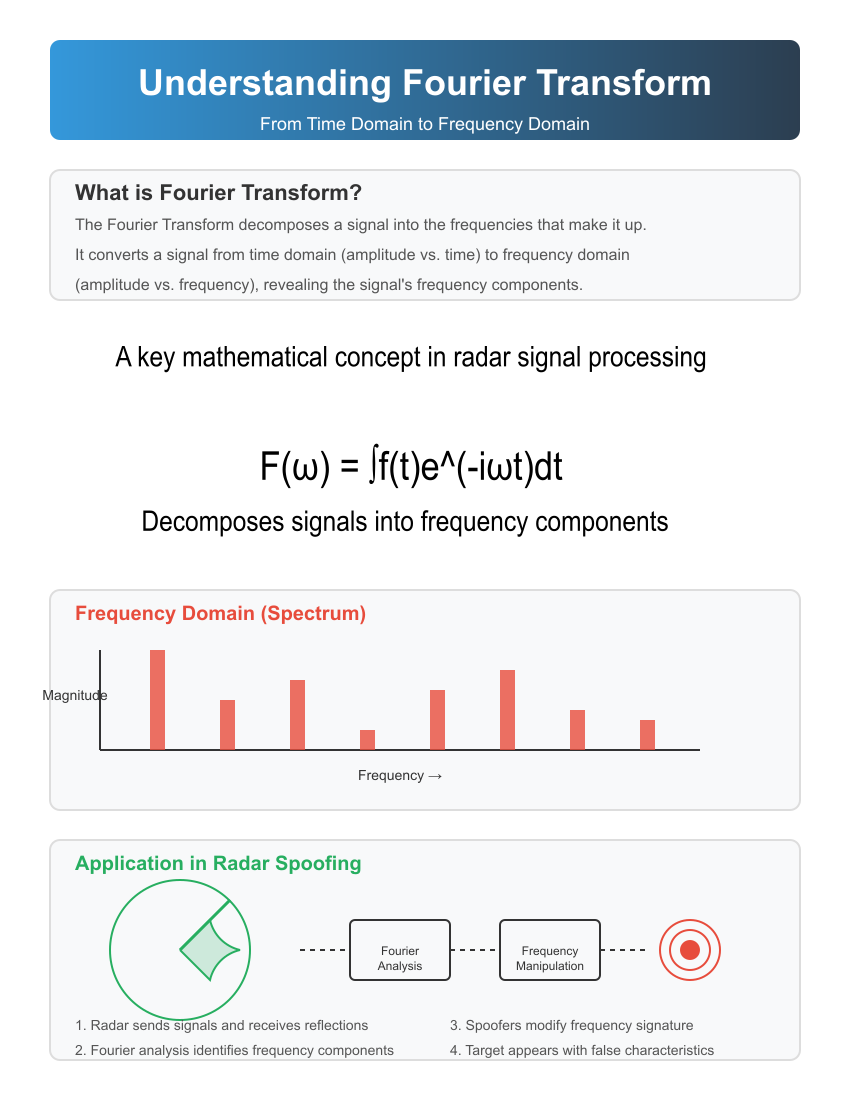 Understanding Fourier Transform
From Time Domain to Frequency Domain
What is Fourier Transform?
The Fourier Transform decomposes a signal into the frequencies that make it up.
It converts a signal from time domain (amplitude vs. time) to frequency domain
(amplitude vs. frequency), revealing the signal's frequency components.
A key mathematical concept in radar signal processing
F(ω) = ∫f(t)e^(-iωt)dt
Decomposes signals into frequency components
Frequency Domain (Spectrum)
Magnitude
Frequency →
Application in Radar Spoofing
Fourier
Analysis
Frequency
Manipulation
1. Radar sends signals and receives reflections
2. Fourier analysis identifies frequency components
3. Spoofers modify frequency signature
4. Target appears with false characteristics